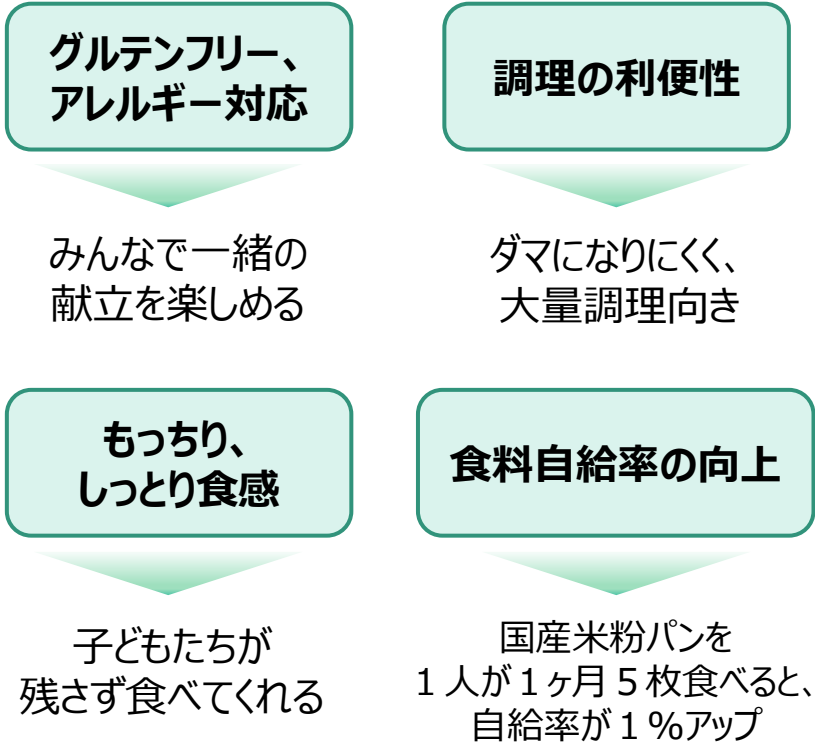 グルテンフリー、
アレルギー対応
みんなで一緒の
献立を楽しめる
調理の利便性
ダマになりにくく、
大量調理向き
もっちり、
しっとり食感
子どもたちが
残さず食べてくれる
食料自給率の向上
国産米粉パンを
１人が１ヶ月５枚食べると、
自給率が１％アップ